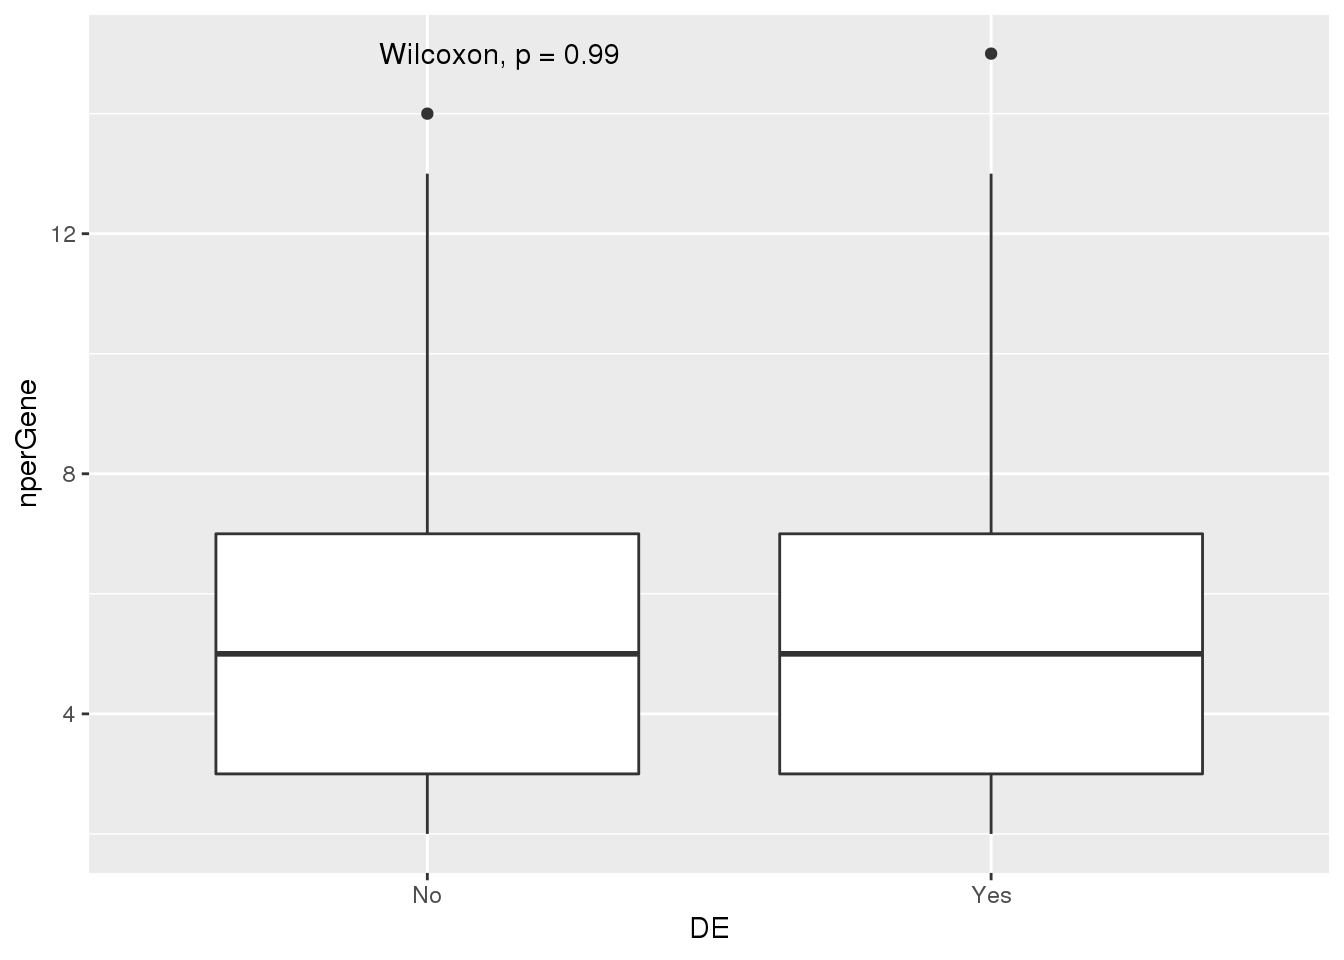 Wilcoxon, p = 0.99
12
8
4
nperGene
No
Yes
DE